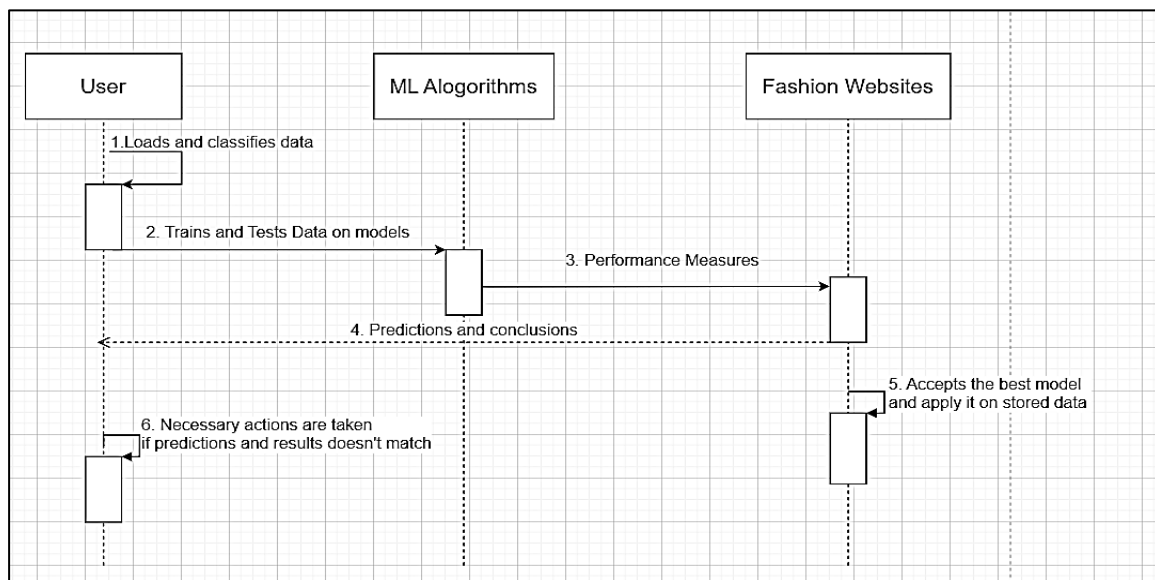 User
ML Alogorithms
Fashion Websites
1.Loads and classifies data
2. Trains and Tests Data on models
3. Performance Measures
4. Predictions and conclusions
5. Accepts the best model
and apply it on stored data
6. Necessary actions are taken
if predictions and results doesn't match